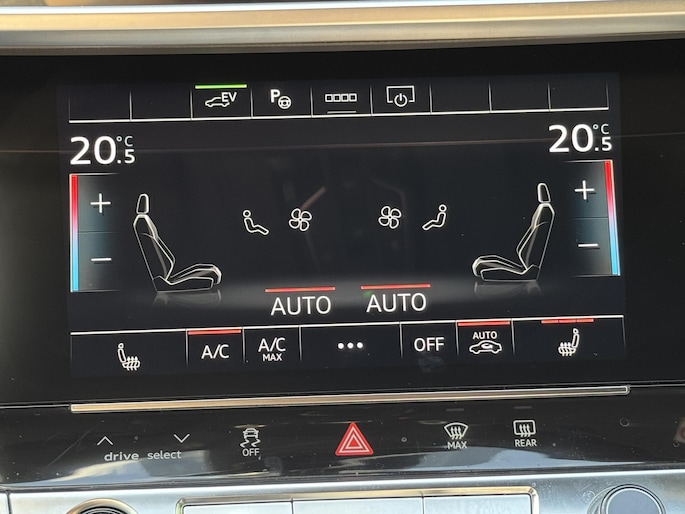 EV
P
20.5 °C
20.5 °C
+
+
−
−
AUTO
AUTO
A/C
A/C MAX
•••
OFF
AUTO
drive select
OFF
MAX
REAR